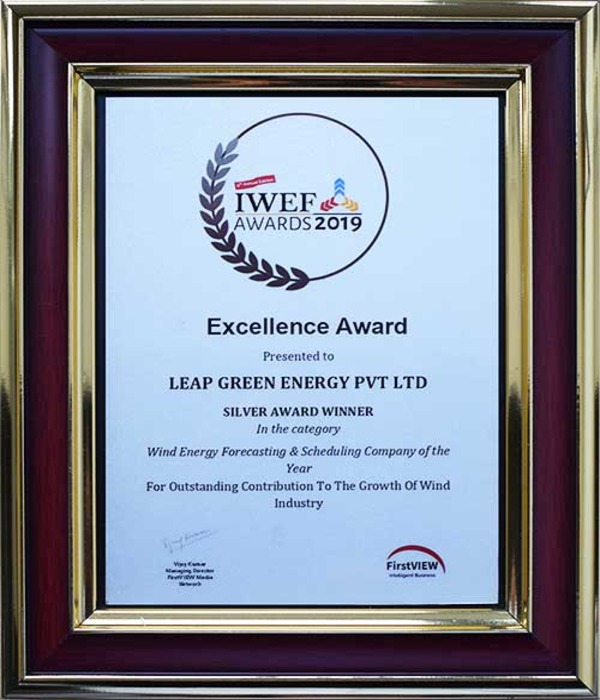 6th Annual Edition
IWEF
AWARDS 2019
Excellence Award
Presented to
LEAP GREEN ENERGY PVT LTD
SILVER AWARD WINNER
In the category
Wind Energy Forecasting & Scheduling Company of the
Year
For Outstanding Contribution To The Growth Of Wind
Industry
Vijay Kumar
Managing Director
FirstVIEW Media
Network
FirstVIEW
Intelligent Business